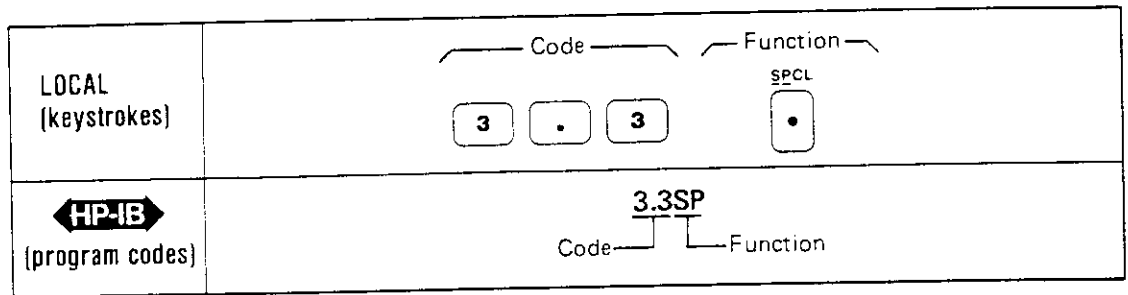 LOCAL
(keystrokes)
Code Function
SPCL
3 . 3 •
HP-IB
(program codes)
3.3SP
Code Function